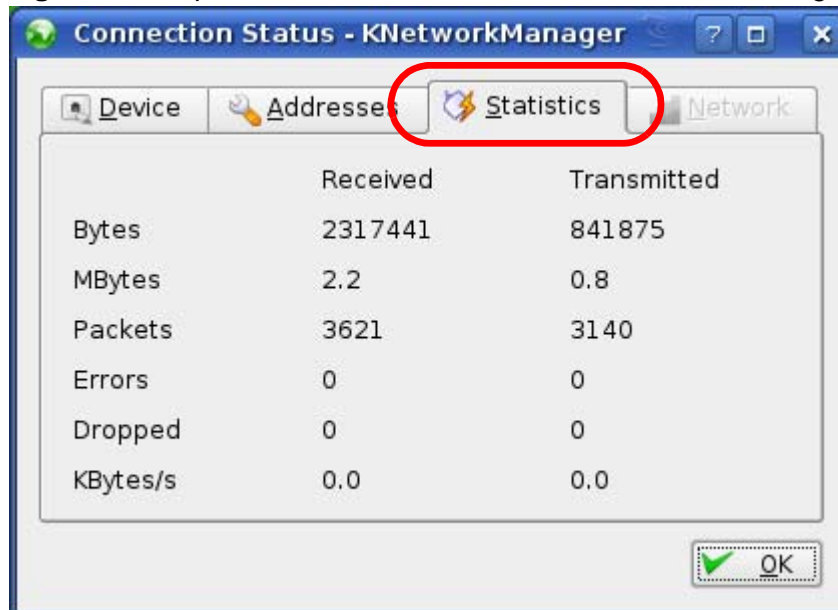 Connection Status - KNetworkManager ?
Device Addresses Statistics Network
Received Transmitted
Bytes 2317441 841875
MBytes 2.2 0.8
Packets 3621 3140
Errors 0 0
Dropped 0 0
KBytes/s 0.0 0.0
OK